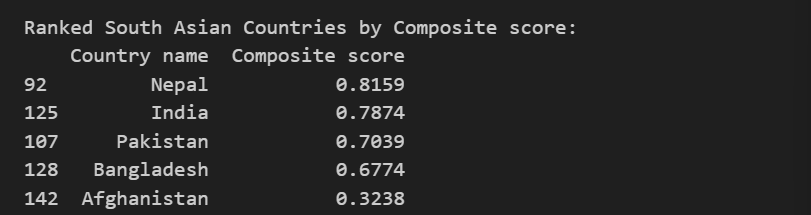 Ranked South Asian Countries by Composite score:
Country name Composite score
92 Nepal 0.8159
125 India 0.7874
107 Pakistan 0.7039
128 Bangladesh 0.6774
142 Afghanistan 0.3238